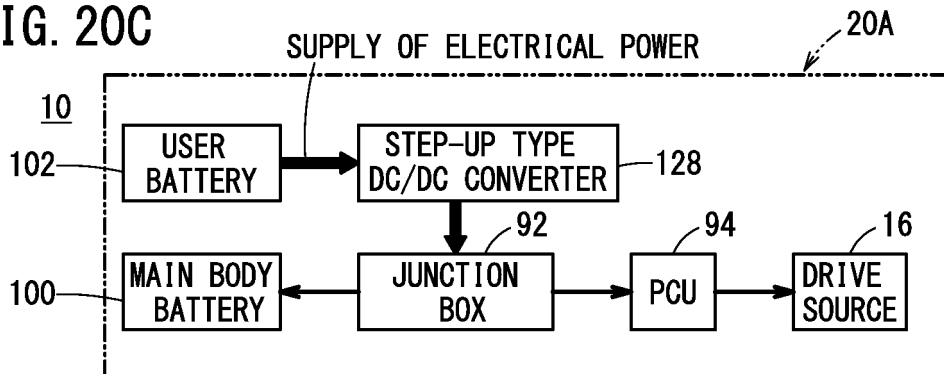 IG. 20C
SUPPLY OF ELECTRICAL POWER
20A
10
102
USER
BATTERY
STEP-UP TYPE
DC/DC CONVERTER
128
92
94
16
100
MAIN BODY
BATTERY
JUNCTION
BOX
PCU
DRIVE
SOURCE